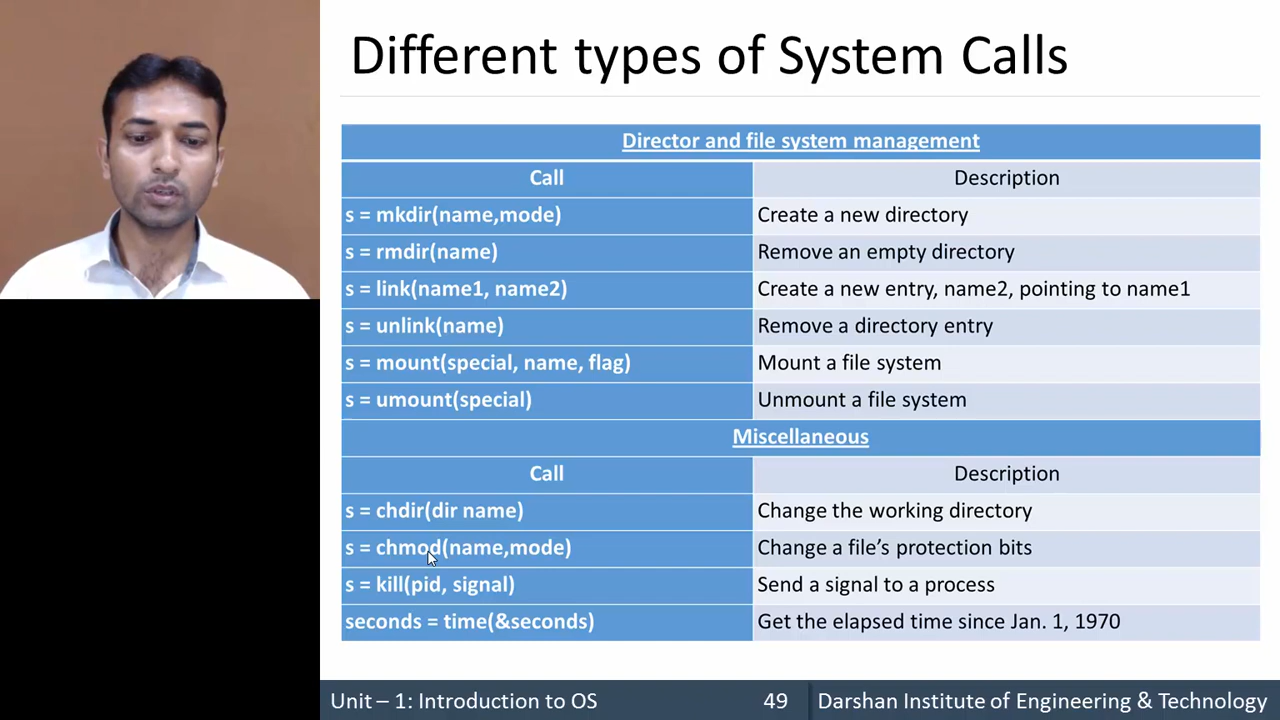 Different types of System Calls
Director and file system management
Call Description
s = mkdir(name,mode) Create a new directory
s = rmdir(name) Remove an empty directory
s = link(name1, name2) Create a new entry, name2, pointing to name1
s = unlink(name) Remove a directory entry
s = mount(special, name, flag) Mount a file system
s = umount(special) Unmount a file system
Miscellaneous
Call Description
s = chdir(dir name) Change the working directory
s = chmod(name,mode) Change a file’s protection bits
s = kill(pid, signal) Send a signal to a process
seconds = time(&seconds) Get the elapsed time since Jan. 1, 1970
Unit – 1: Introduction to OS 49 Darshan Institute of Engineering & Technology